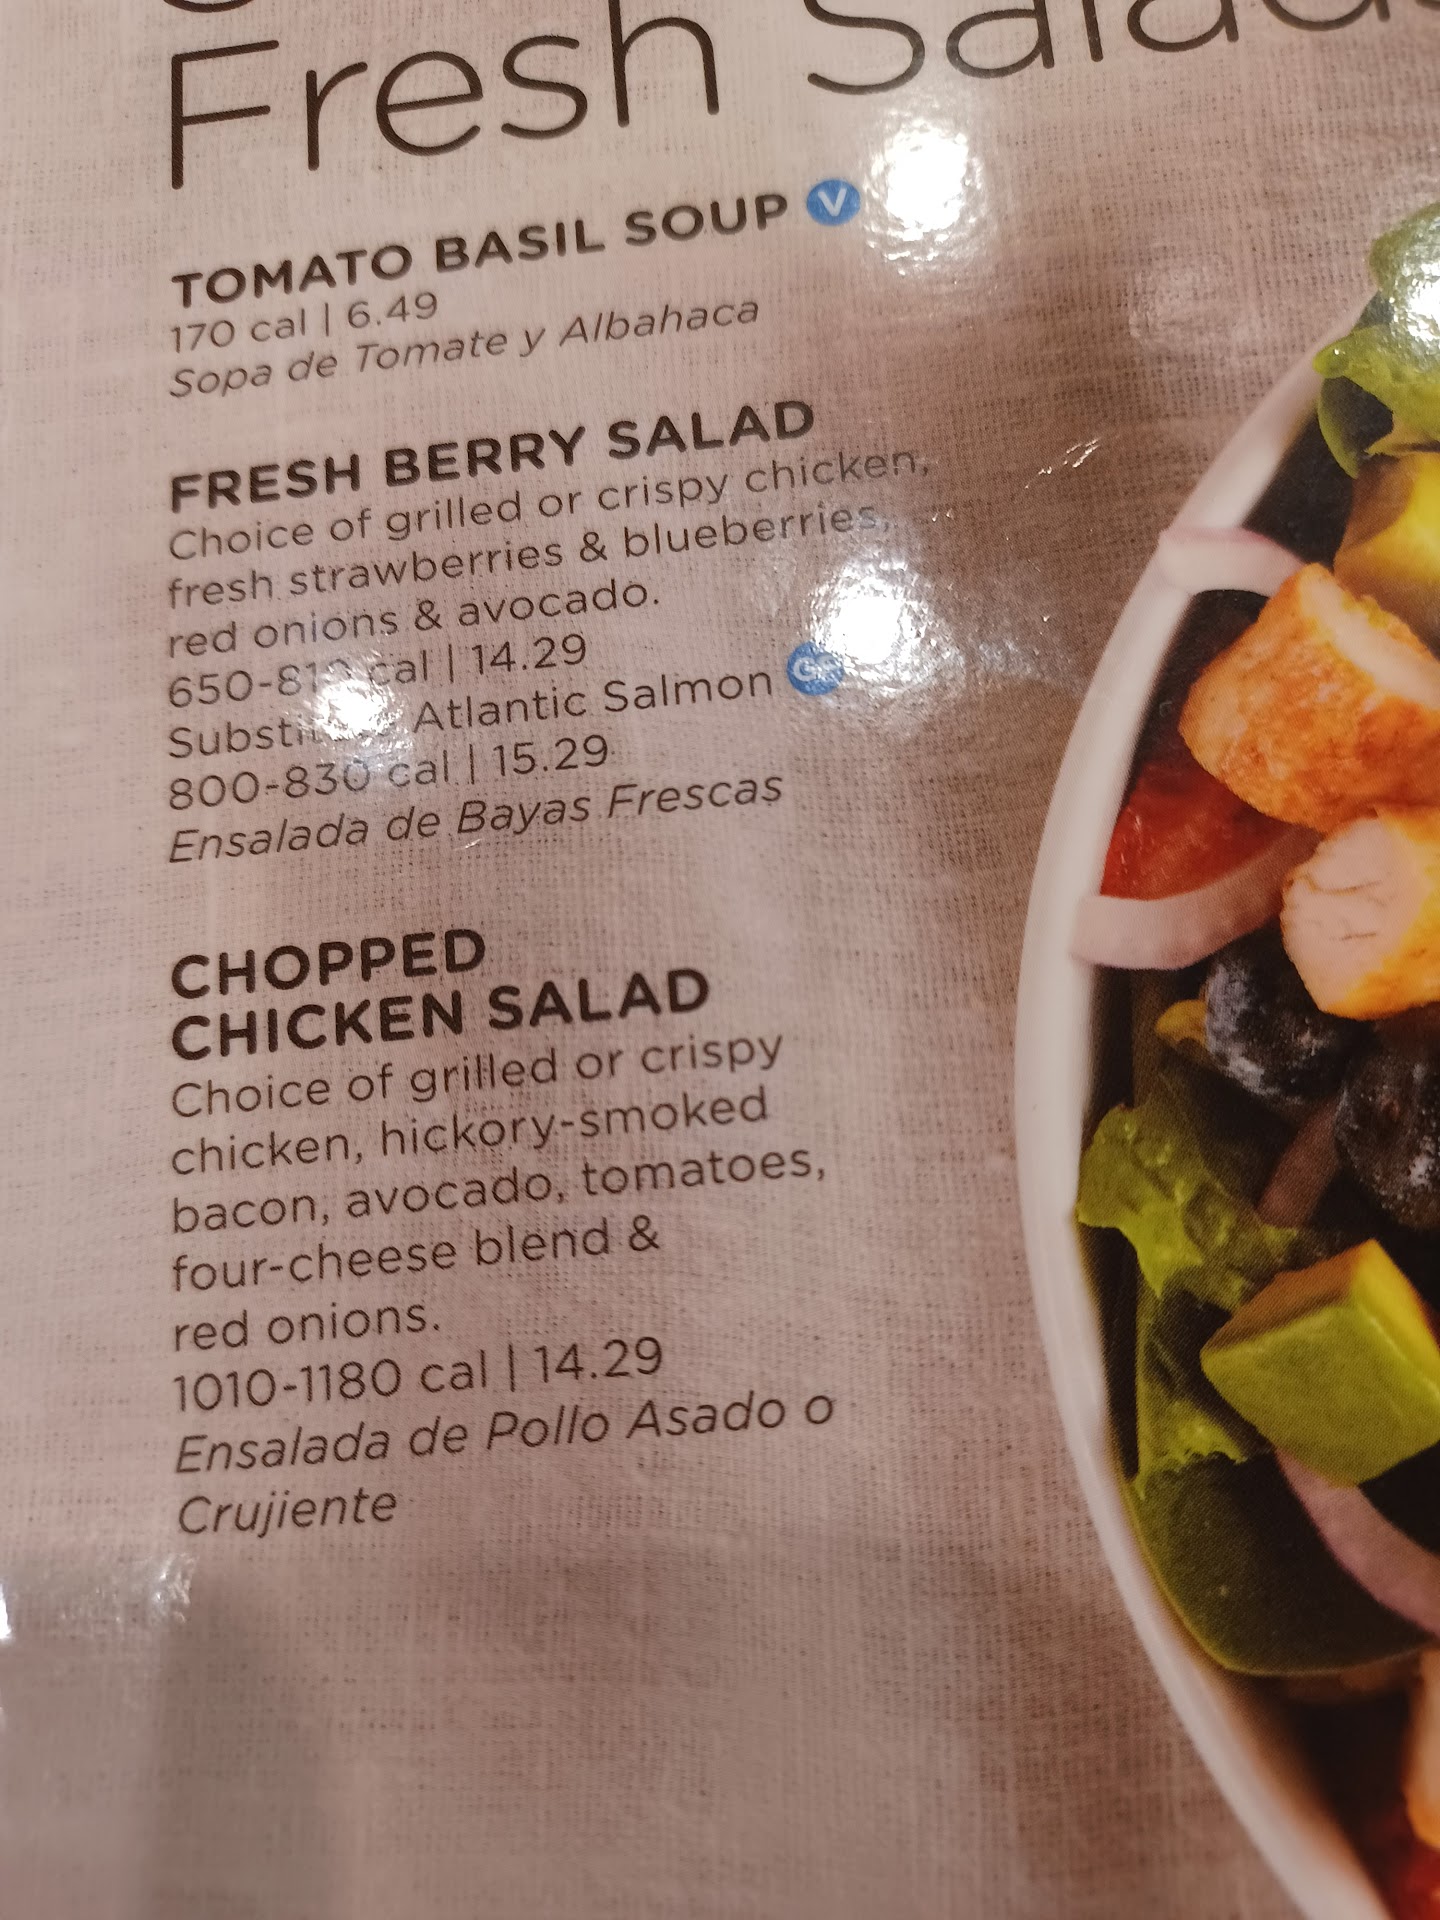 Fresh Salads
TOMATO BASIL SOUP V
170 cal | 6.49
Sopa de Tomate y Albahaca
FRESH BERRY SALAD
Choice of grilled or crispy chicken,
fresh strawberries & blueberries,
red onions & avocado.
cal | 14.29
Atlantic Salmon GS
800-830 cal | 15.29
Ensalada de Bayas Frescas
CHOPPED
CHICKEN SALAD
Choice of grilled or crispy
chicken, hickory-smoked
bacon, avocado, tomatoes,
four-cheese blend &
red onions.
1010-1180 cal | 14.29
Ensalada de Pollo Asado o
Crujiente